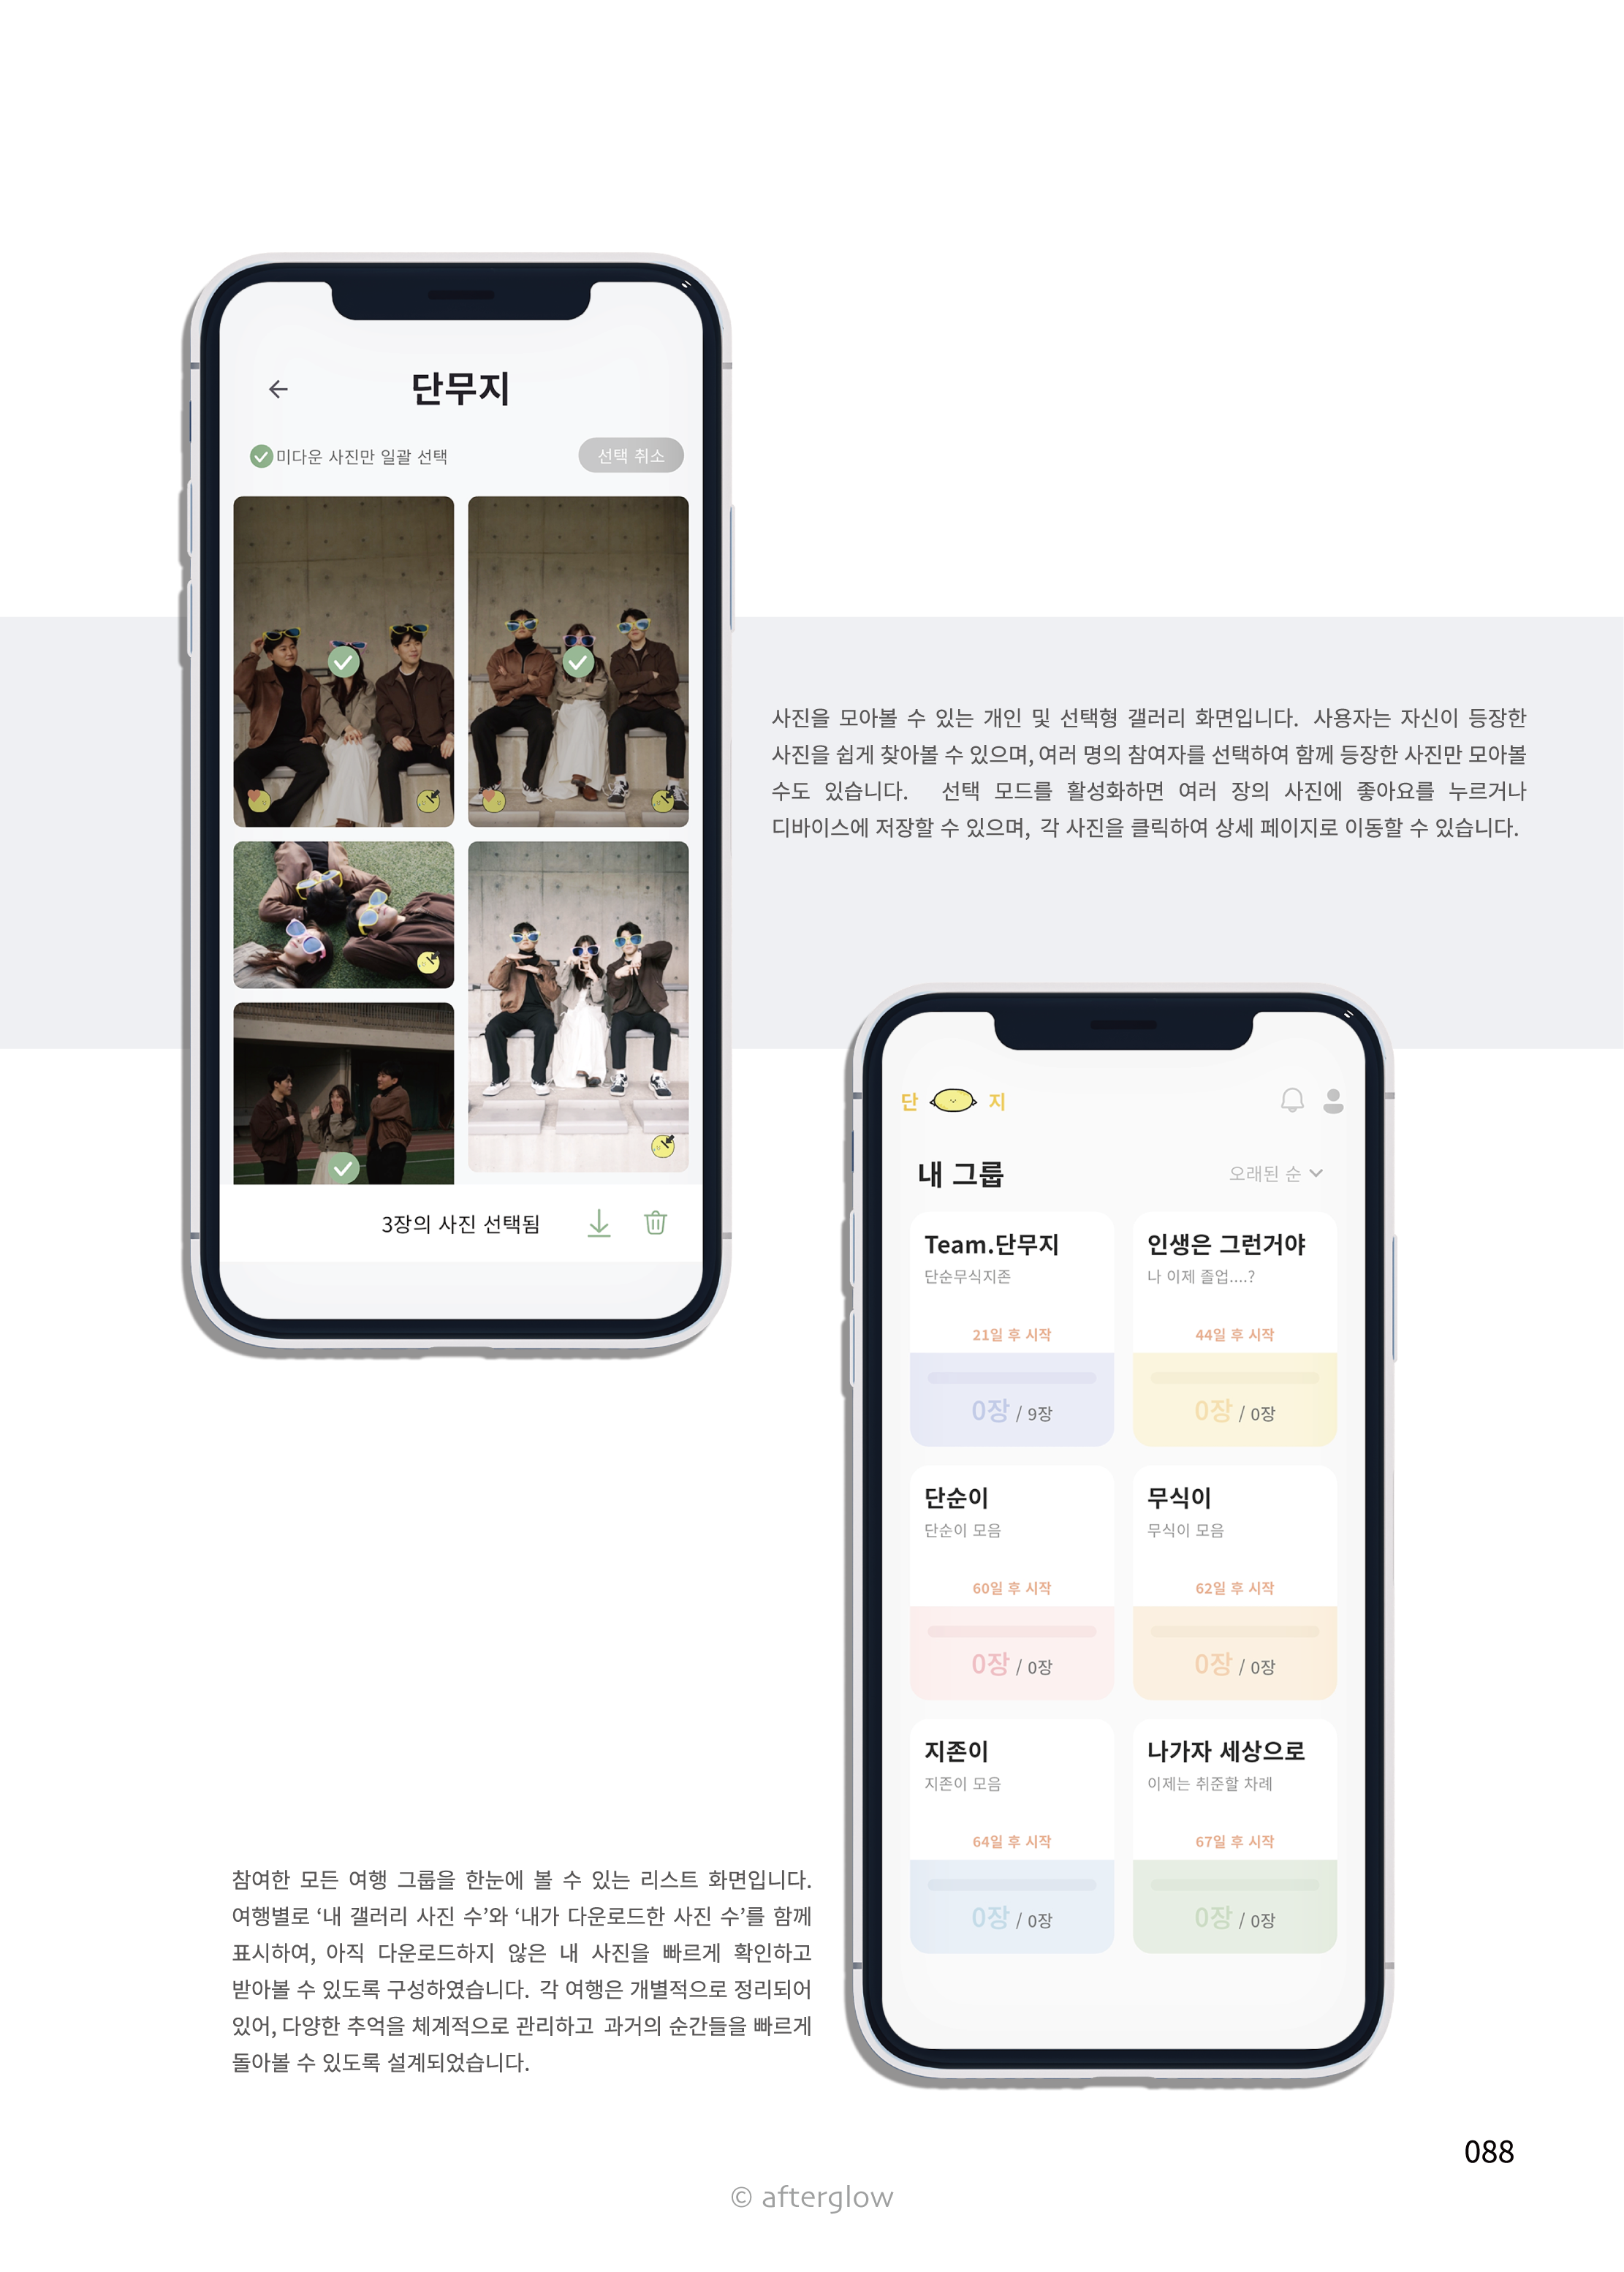 단무지
미다운 사진만 일괄 선택
선택 취소
3장의 사진 선택됨
사진을 모아볼 수 있는 개인 및 선택형 갤러리 화면입니다. 사용자는 자신이 등장한
사진을 쉽게 찾아볼 수 있으며, 여러 명의 참여자를 선택하여 함께 등장한 사진만 모아볼
수도 있습니다. 선택 모드를 활성화하면 여러 장의 사진에 좋아요를 누르거나
디바이스에 저장할 수 있으며, 각 사진을 클릭하여 상세 페이지로 이동할 수 있습니다.
단 지
내 그룹
오래된 순
Team.단무지
단순무식지존
21일 후 시작
0장 / 9장
인생은 그런거야
나 이제 졸업....?
44일 후 시작
0장 / 0장
단순이
단순이 모음
60일 후 시작
0장 / 0장
무식이
무식이 모음
62일 후 시작
0장 / 0장
지존이
지존이 모음
64일 후 시작
0장 / 0장
나가자 세상으로
이제는 취준할 차례
67일 후 시작
0장 / 0장
참여한 모든 여행 그룹을 한눈에 볼 수 있는 리스트 화면입니다.
여행별로 ‘내 갤러리 사진 수’와 ‘내가 다운로드한 사진 수’를 함께
표시하여, 아직 다운로드하지 않은 내 사진을 빠르게 확인하고
받아볼 수 있도록 구성하였습니다. 각 여행은 개별적으로 정리되어
있어, 다양한 추억을 체계적으로 관리하고 과거의 순간들을 빠르게
돌아볼 수 있도록 설계되었습니다.
088
© afterglow